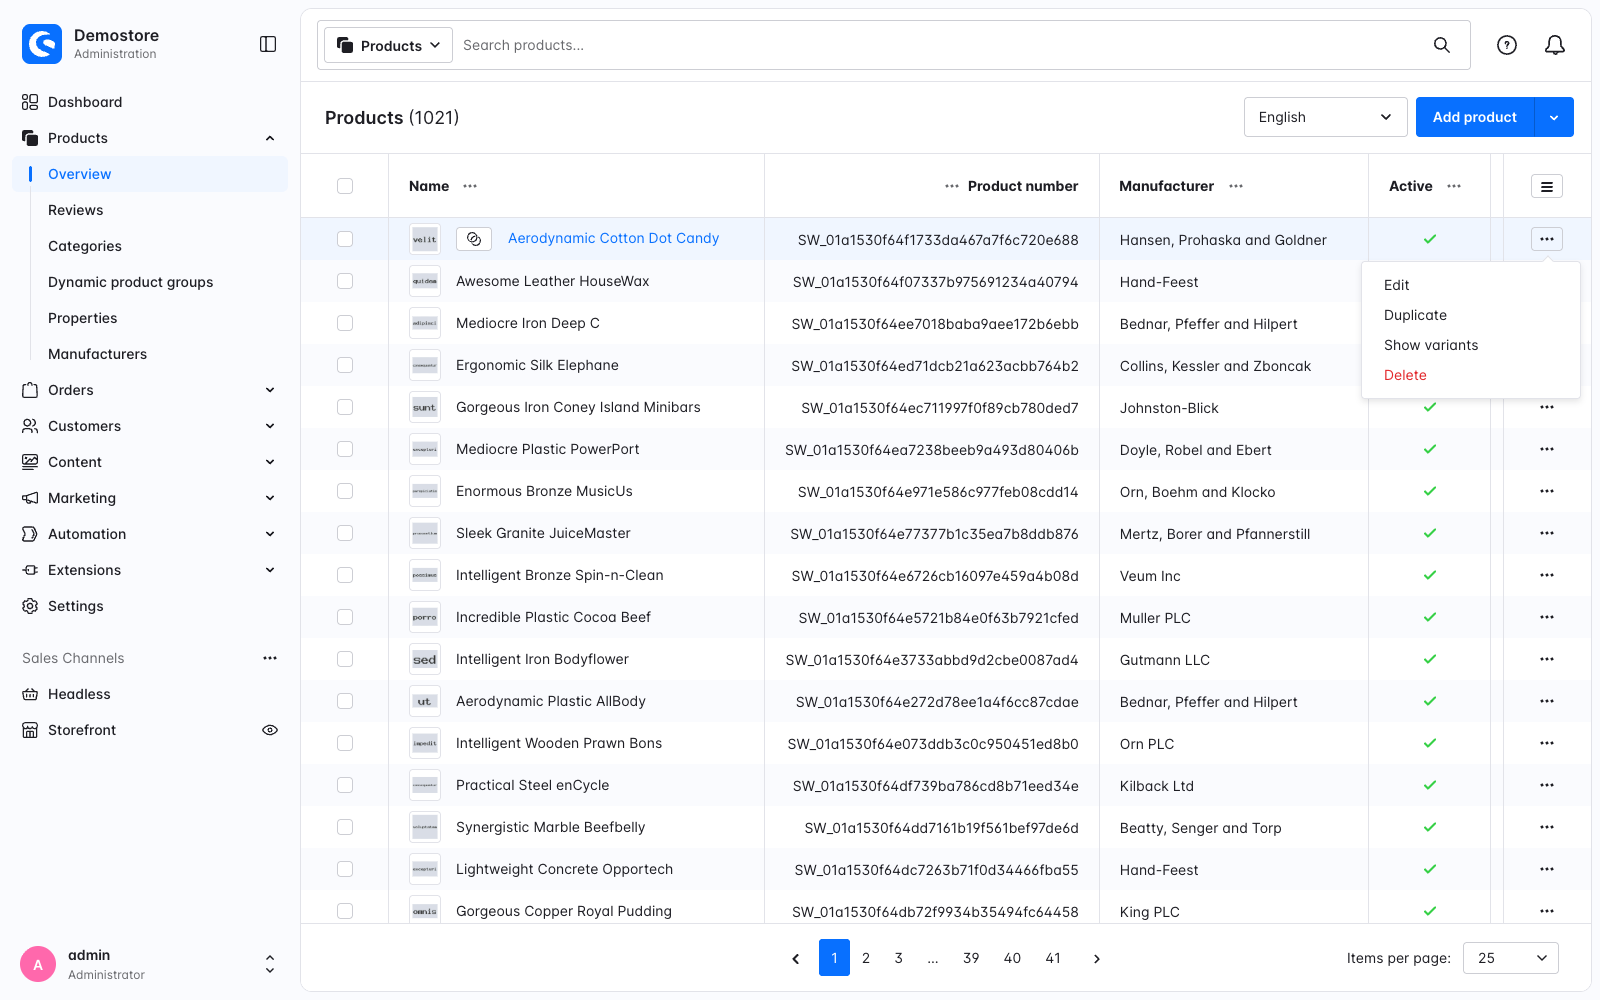 Demostore
Administration
Dashboard
Products
Overview
Reviews
Categories
Dynamic product groups
Properties
Manufacturers
Orders
Customers
Content
Marketing
Automation
Extensions
Settings
Sales Channels
Headless
Storefront
A
admin
Administrator
Products Search products...
Products (1021)
English
Add product
Name Product number Manufacturer Active
velit Aerodynamic Cotton Dot Candy SW_01a1530f64f1733da467a7f6c720e688 Hansen, Prohaska and Goldner
quidem Awesome Leather HouseWax SW_01a1530f64f07337b975691234a40794 Hand-Feest
Mediocre Iron Deep C SW_01a1530f64ee7018baba9aee172b6ebb Bednar, Pfeffer and Hilpert
Ergonomic Silk Elephane SW_01a1530f64ed71dcb21a623acbb764b2 Collins, Kessler and Zboncak
sunt Gorgeous Iron Coney Island Minibars SW_01a1530f64ec711997f0f89cb780ded7 Johnston-Blick
Mediocre Plastic PowerPort SW_01a1530f64ea7238beeb9a493d80406b Doyle, Robel and Ebert
Enormous Bronze MusicUs SW_01a1530f64e971e586c977feb08cdd14 Orn, Boehm and Klocko
Sleek Granite JuiceMaster SW_01a1530f64e77377b1c35ea7b8ddb876 Mertz, Borer and Pfannerstill
Intelligent Bronze Spin-n-Clean SW_01a1530f64e6726cb16097e459a4b08d Veum Inc
porro Incredible Plastic Cocoa Beef SW_01a1530f64e5721b84e0f63b7921cfed Muller PLC
sed Intelligent Iron Bodyflower SW_01a1530f64e3733abbd9d2cbe0087ad4 Gutmann LLC
ut Aerodynamic Plastic AllBody SW_01a1530f64e272d78ee1a4f6cc87cdae Bednar, Pfeffer and Hilpert
impedit Intelligent Wooden Prawn Bons SW_01a1530f64e073ddb3c0c950451ed8b0 Orn PLC
Practical Steel enCycle SW_01a1530f64df739ba786cd8b71eed34e Kilback Ltd
Synergistic Marble Beefbelly SW_01a1530f64dd7161b19f561bef97de6d Beatty, Senger and Torp
Lightweight Concrete Opportech SW_01a1530f64dc7263b71f0d34466fba55 Hand-Feest
omnis Gorgeous Copper Royal Pudding SW_01a1530f64db72f9934b35494fc64458 King PLC
Edit
Duplicate
Show variants
Delete
1 2 3 ... 39 40 41
Items per page: 25